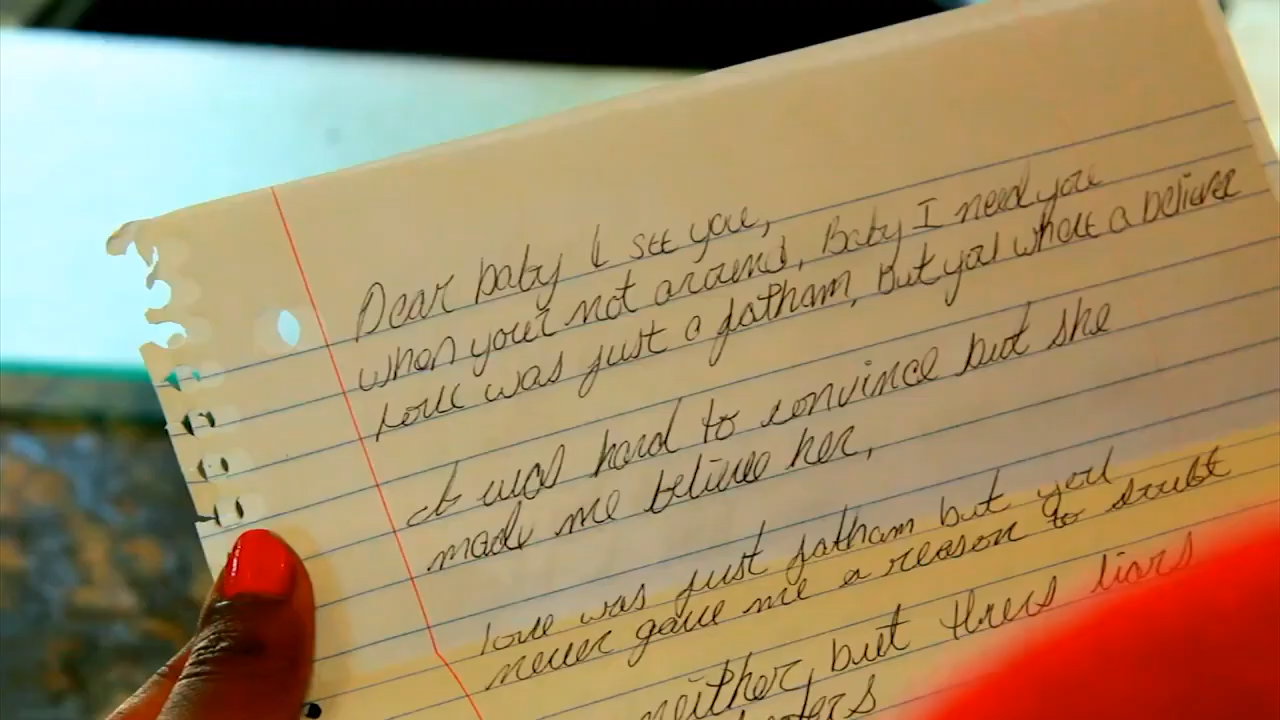 Dear baby I see you,
when your not around, Baby I need you
Love was just a fatham, But you where a believer
It was hard to convince but she
made me believe her,
love was just fatham but you
never gave me a reason to doubt
neither, but theirs liars